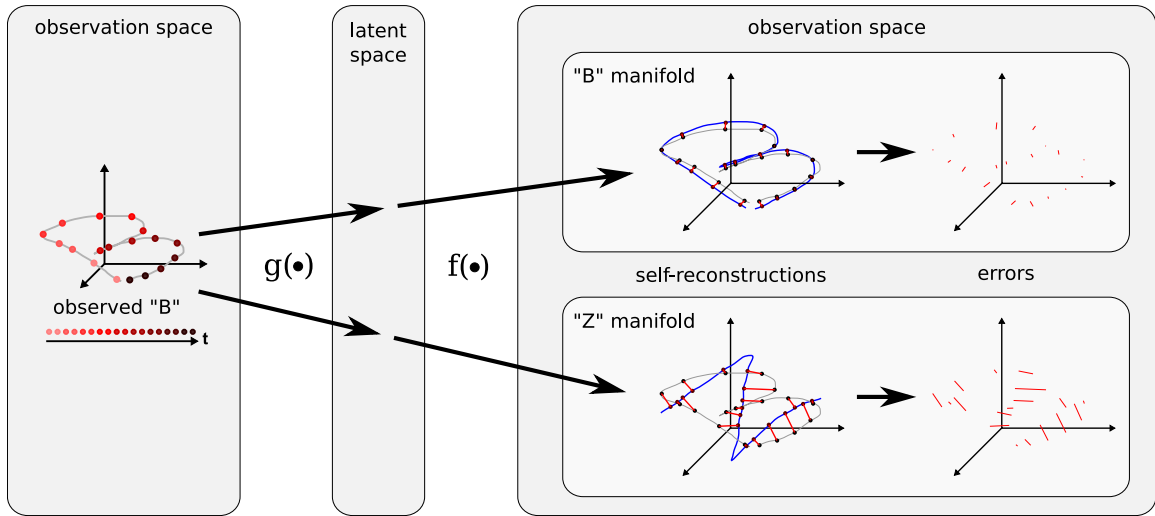 observation space
latent
space
observation space
"B" manifold
observed "B"
t
g(•)
f(•)
self-reconstructions
errors
"Z" manifold